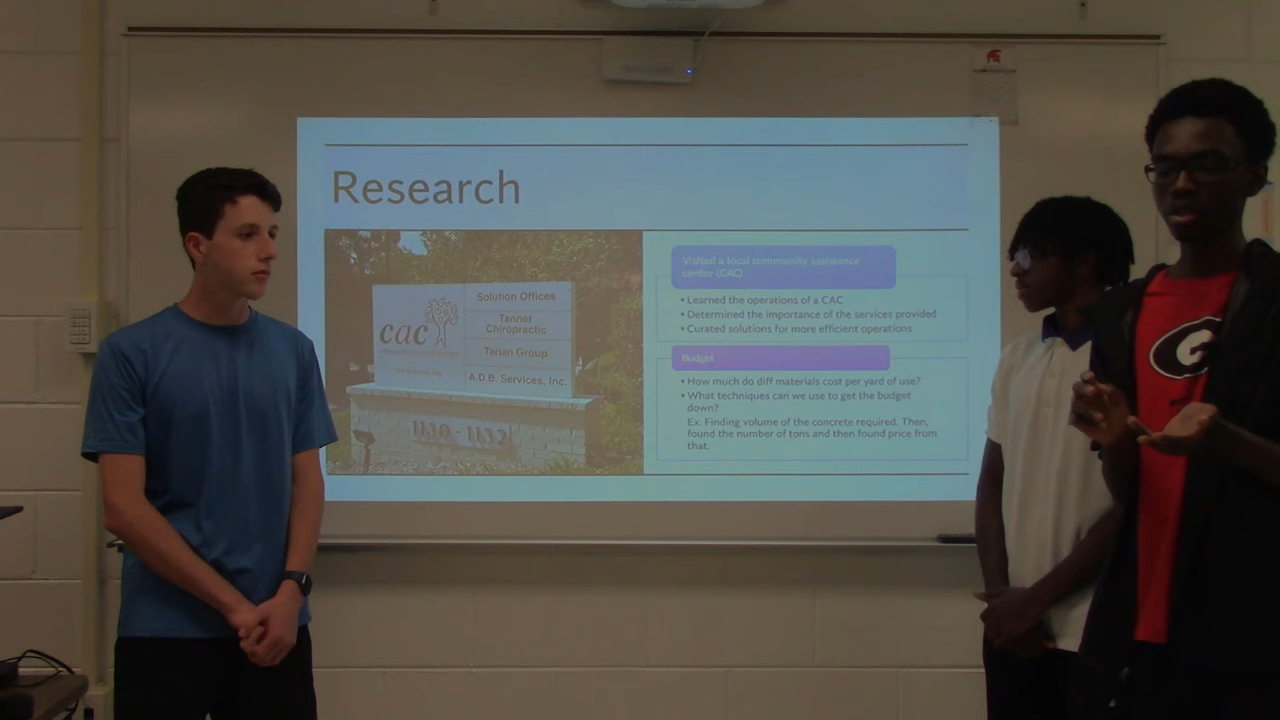 Research
Visited a local community assistance
center (CAC)
• Learned the operations of a CAC
• Determined the importance of the services provided
• Curated solutions for more efficient operations
Budget
• How much do diff materials cost per yard of use?
• What techniques can we use to get the budget
down?
Ex. Finding volume of the concrete required. Then,
found the number of tons and then found price from
that.
cac
Solution Offices
Tanner
Chiropractic
Tarian Group
A.D.B. Services, Inc.
1130 - 1132
G